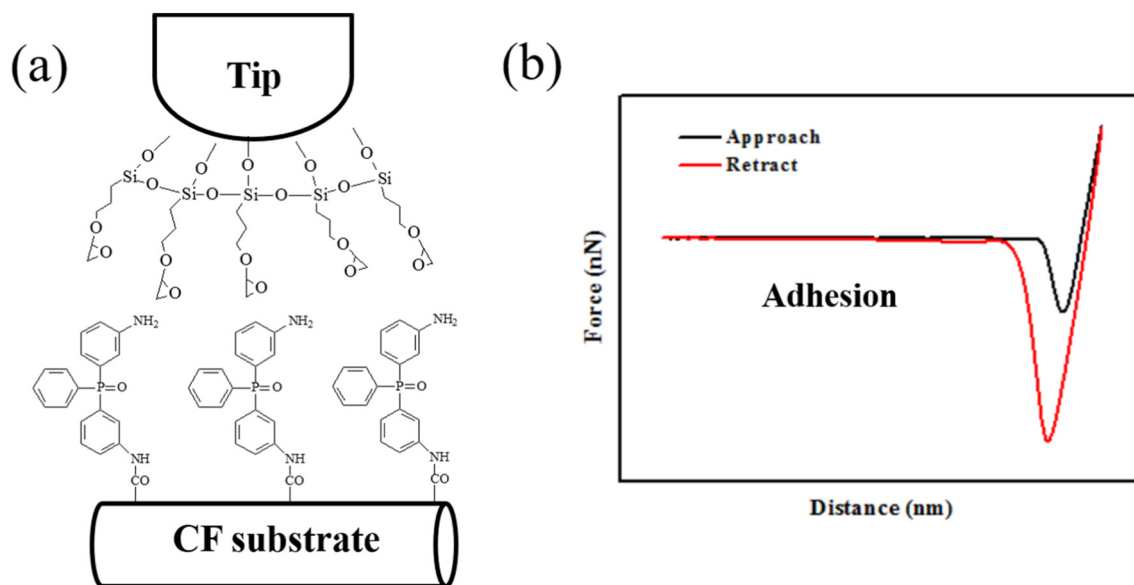 (a)
Tip
O O O O O
Si O Si O Si O Si O Si
O O O O O
O O O O O
NH2 NH2 NH2
P=O P=O P=O
NH NH NH
CO CO CO
CF substrate
(b)
Approach
Retract
Adhesion
Force (nN)
Distance (nm)